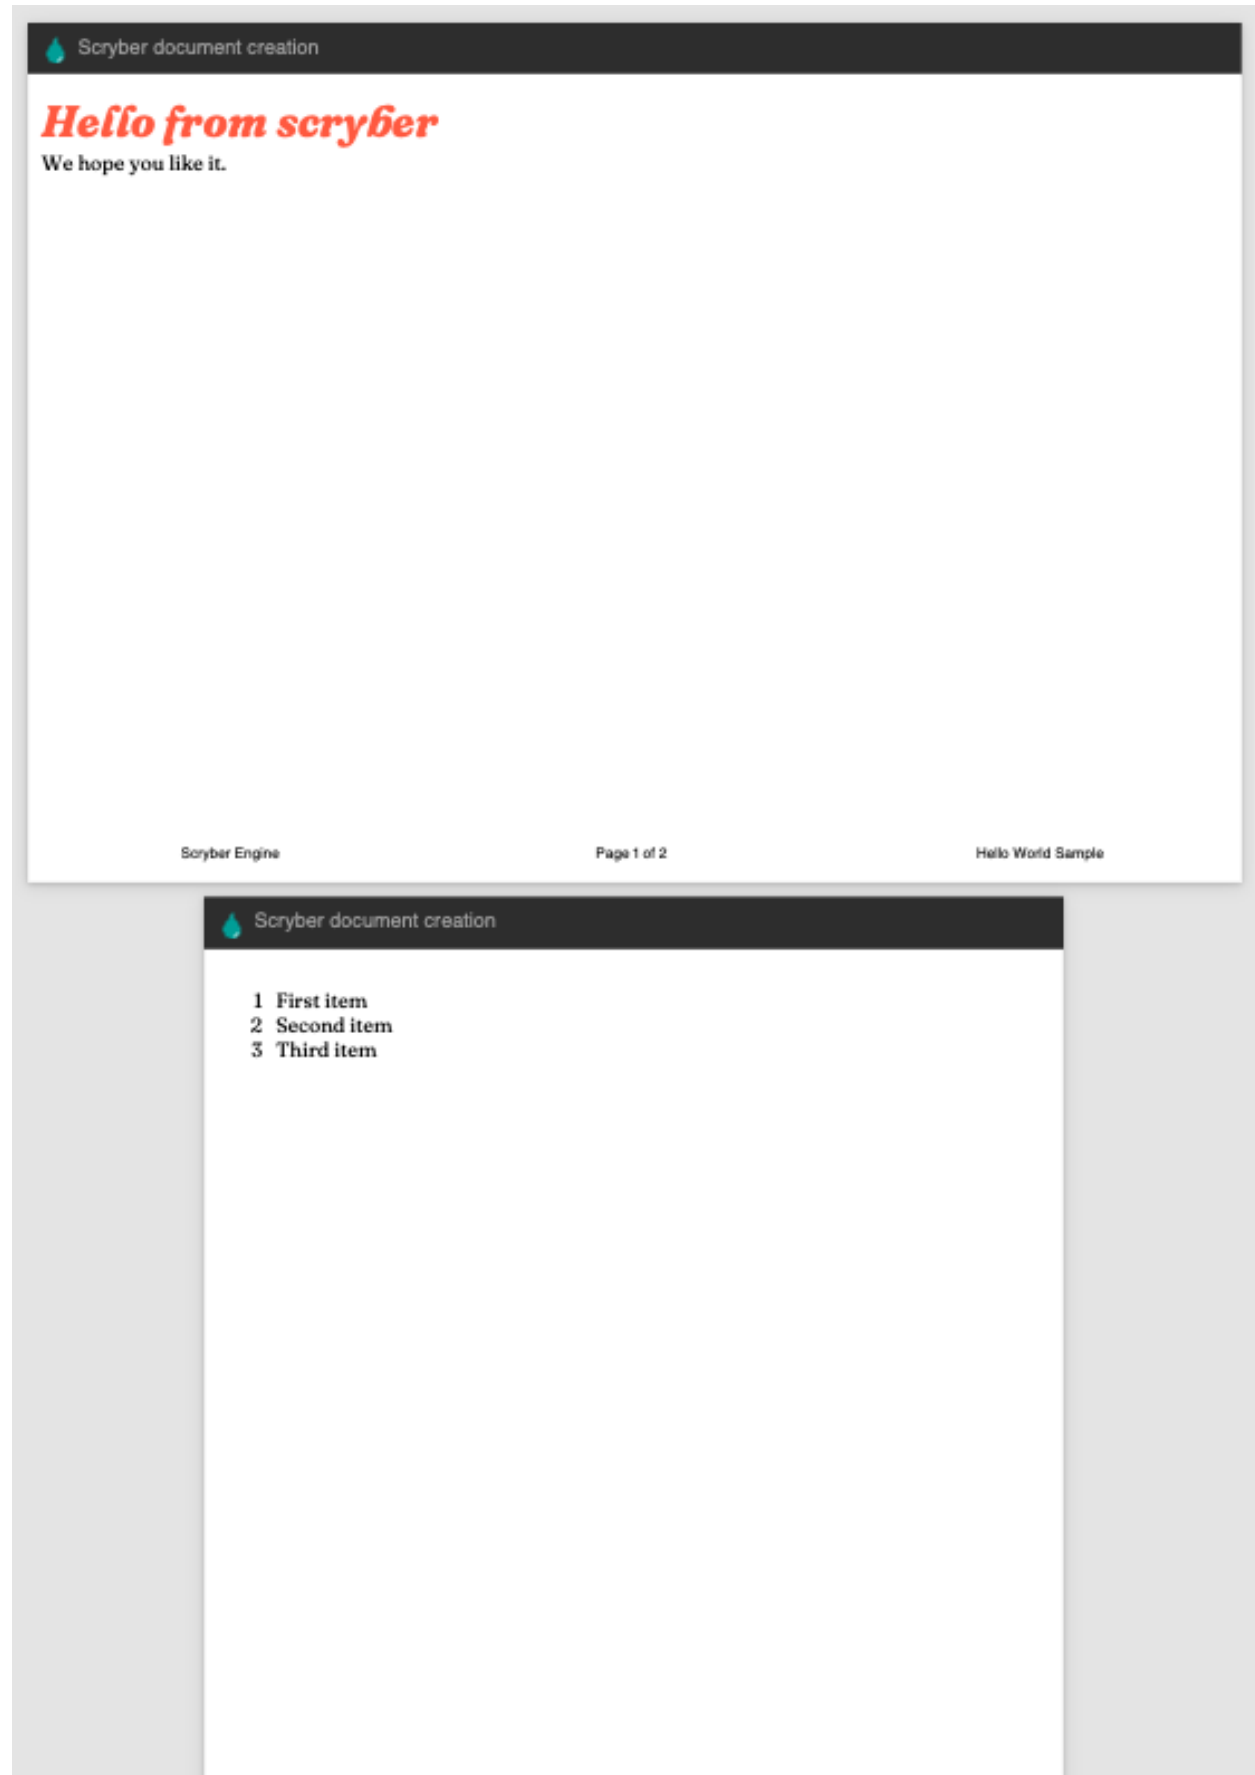 Scryber document creation
Hello from scryber
We hope you like it.
Scryber Engine Page 1 of 2 Hello World Sample
Scryber document creation
1 First item
2 Second item
3 Third item